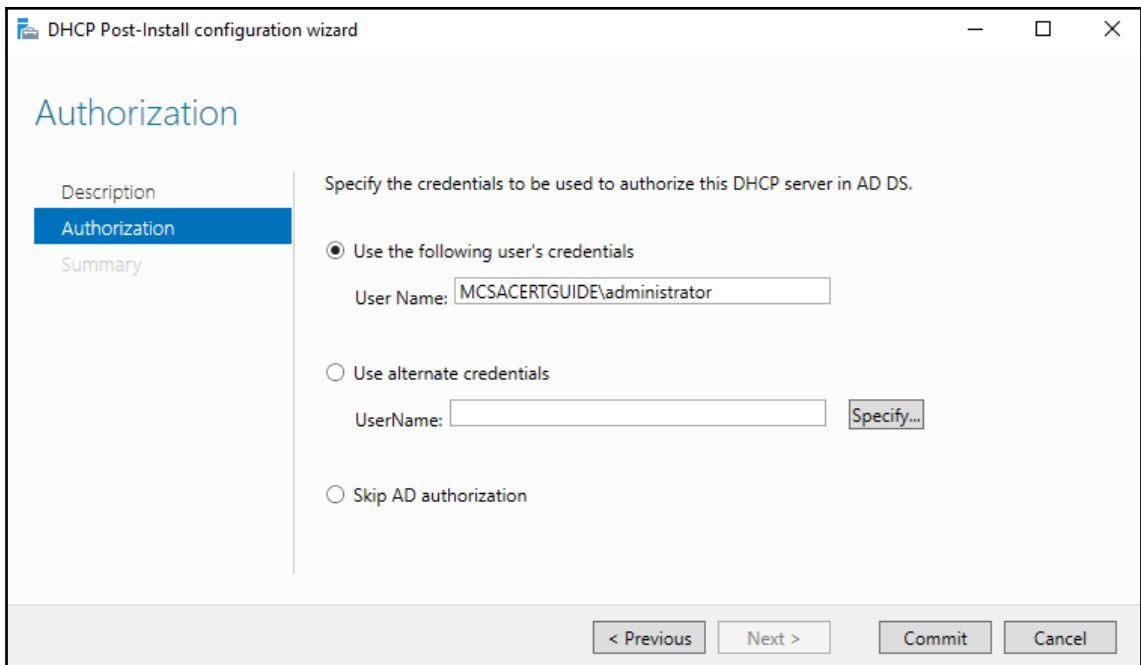 DHCP Post-Install configuration wizard
Authorization
Description
Authorization
Summary
Specify the credentials to be used to authorize this DHCP server in AD DS.
Use the following user's credentials
User Name: MCSACERTGUIDE\administrator
Use alternate credentials
UserName: Specify...
Skip AD authorization
< Previous Next > Commit Cancel